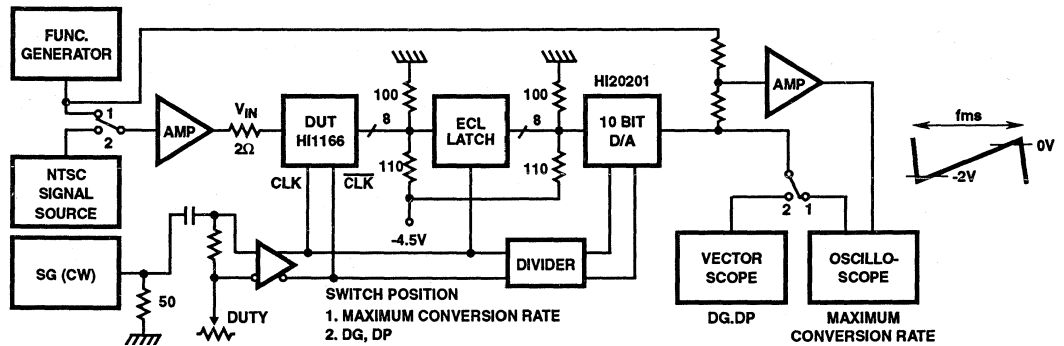 FUNC.
GENERATOR
1
2
NTSC
SIGNAL
SOURCE
SG (CW)
50
AMP
VIN
2Ω
DUT
HI1166
CLK
C̅L̅K̅
8
100
110
-4.5V
ECL
LATCH
8
100
110
HI20201
10 BIT
D/A
AMP
fms
0V
-2V
2 1
DIVIDER
DUTY
SWITCH POSITION
1. MAXIMUM CONVERSION RATE
2. DG, DP
VECTOR
SCOPE
DG.DP
OSCILLO-
SCOPE
MAXIMUM
CONVERSION RATE